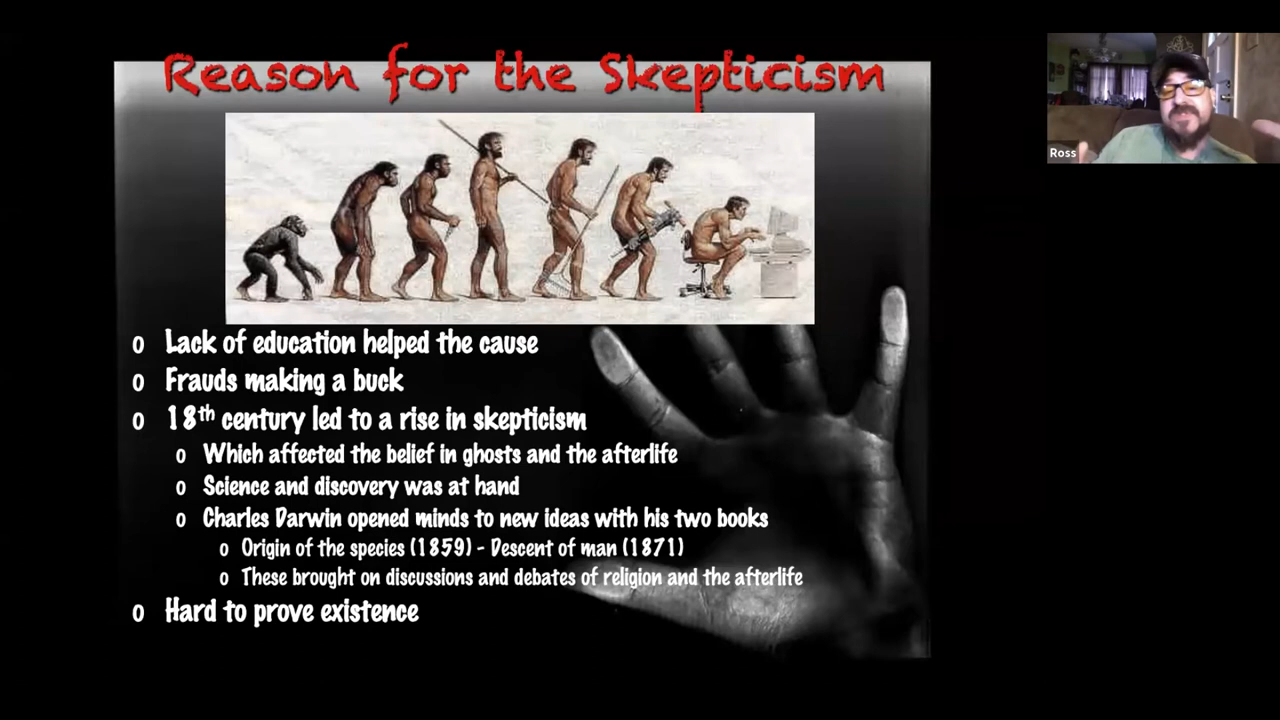 Reason for the Skepticism
Ross
o Lack of education helped the cause
o Frauds making a buck
o 18th century led to a rise in skepticism
o Which affected the belief in ghosts and the afterlife
o Science and discovery was at hand
o Charles Darwin opened minds to new ideas with his two books
o Origin of the species (1859) - Descent of man (1871)
o These brought on discussions and debates of religion and the afterlife
o Hard to prove existence